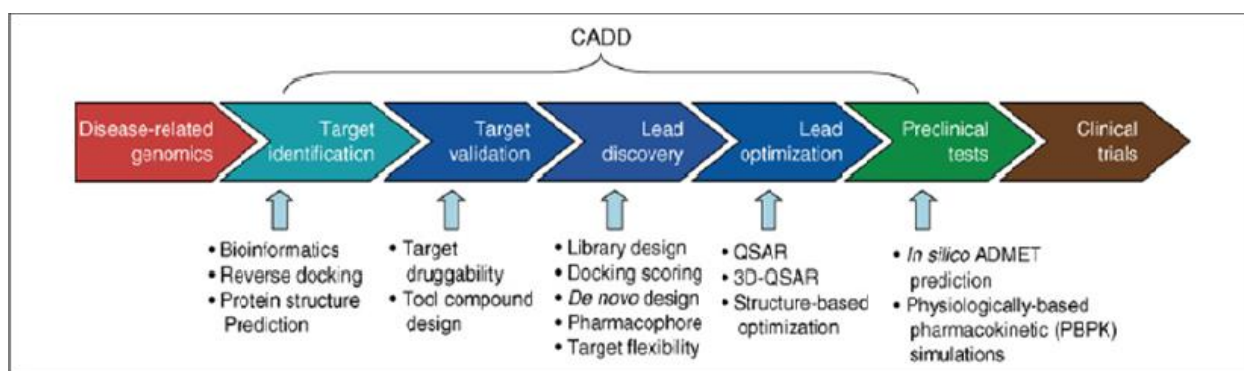 CADD
Disease-related
genomics
Target
identification
Target
validation
Lead
discovery
Lead
optimization
Preclinical
tests
Clinical
trials
• Bioinformatics
• Reverse docking
• Protein structure
Prediction
• Target
druggability
• Tool compound
design
• Library design
• Docking scoring
• De novo design
• Pharmacophore
• Target flexibility
• QSAR
• 3D-QSAR
• Structure-based
optimization
• In silico ADMET
prediction
• Physiologically-based
pharmacokinetic (PBPK)
simulations